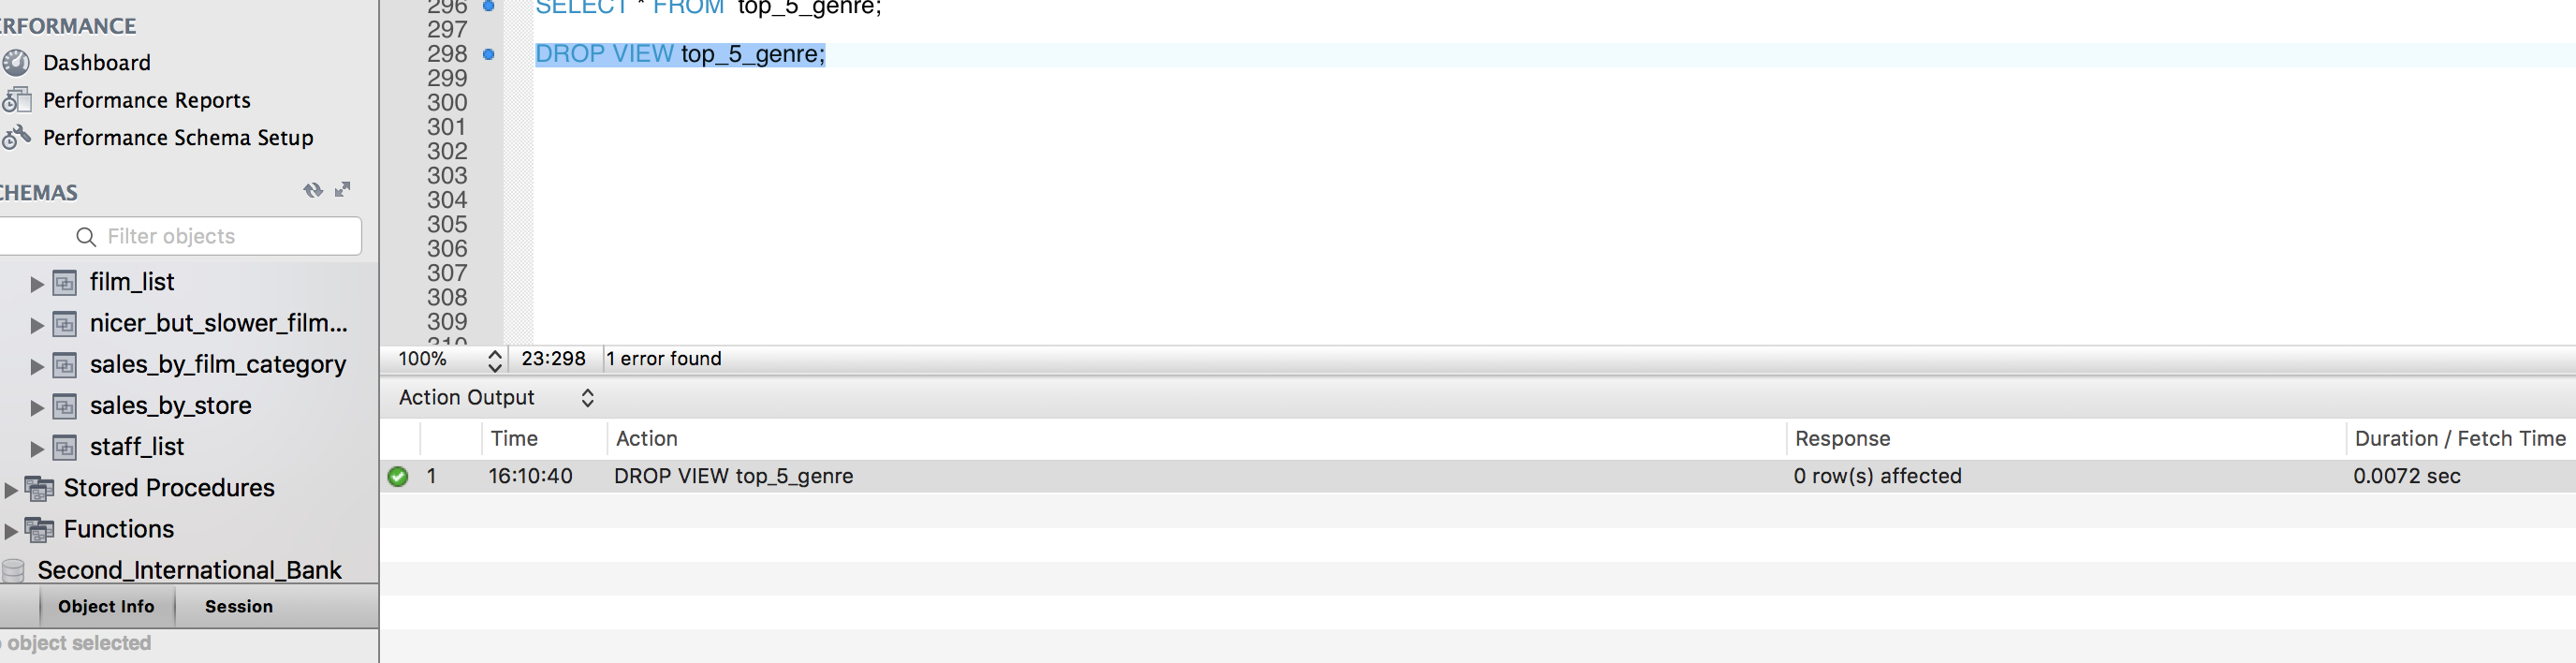 ERFORMANCE
Dashboard
Performance Reports
Performance Schema Setup
CHEMAS
Filter objects
film_list
nicer_but_slower_film...
sales_by_film_category
sales_by_store
staff_list
Stored Procedures
Functions
Second_International_Bank
Object Info Session
object selected
296 SELECT * FROM top_5_genre;
297
298 DROP VIEW top_5_genre;
299
300
301
302
303
304
305
306
307
308
309
310
100% 23:298 1 error found
Action Output
Time Action Response Duration / Fetch Time
1 16:10:40 DROP VIEW top_5_genre 0 row(s) affected 0.0072 sec